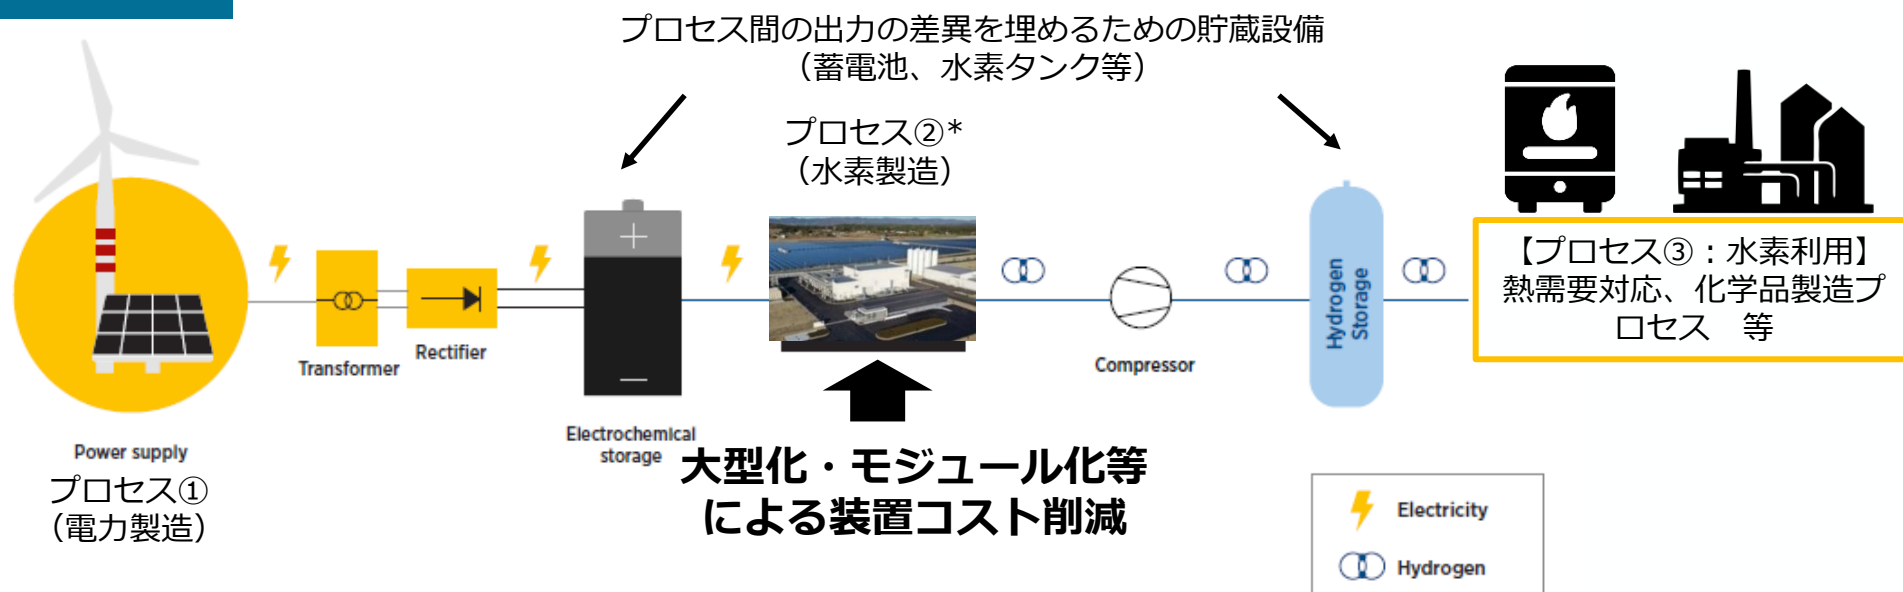 プロセス間の出力の差異を埋めるための貯蔵設備
（蓄電池、水素タンク等）
プロセス②*
（水素製造）
Transformer
Rectifier
Electrochemical
storage
Compressor
Hydrogen
Storage
【プロセス③：水素利用】
熱需要対応、化学品製造プ
ロセス　等
Power supply
プロセス①
（電力製造）
大型化・モジュール化等
による装置コスト削減
Electricity
Hydrogen